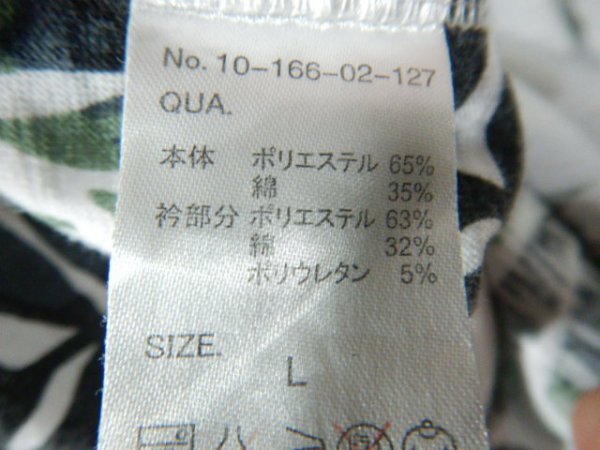 No. 10-166-02-127
QUA.
本体 ポリエステル 65%
綿 35%
衿部分 ポリエステル 63%
綿 32%
ポリウレタン 5%
SIZE.
L